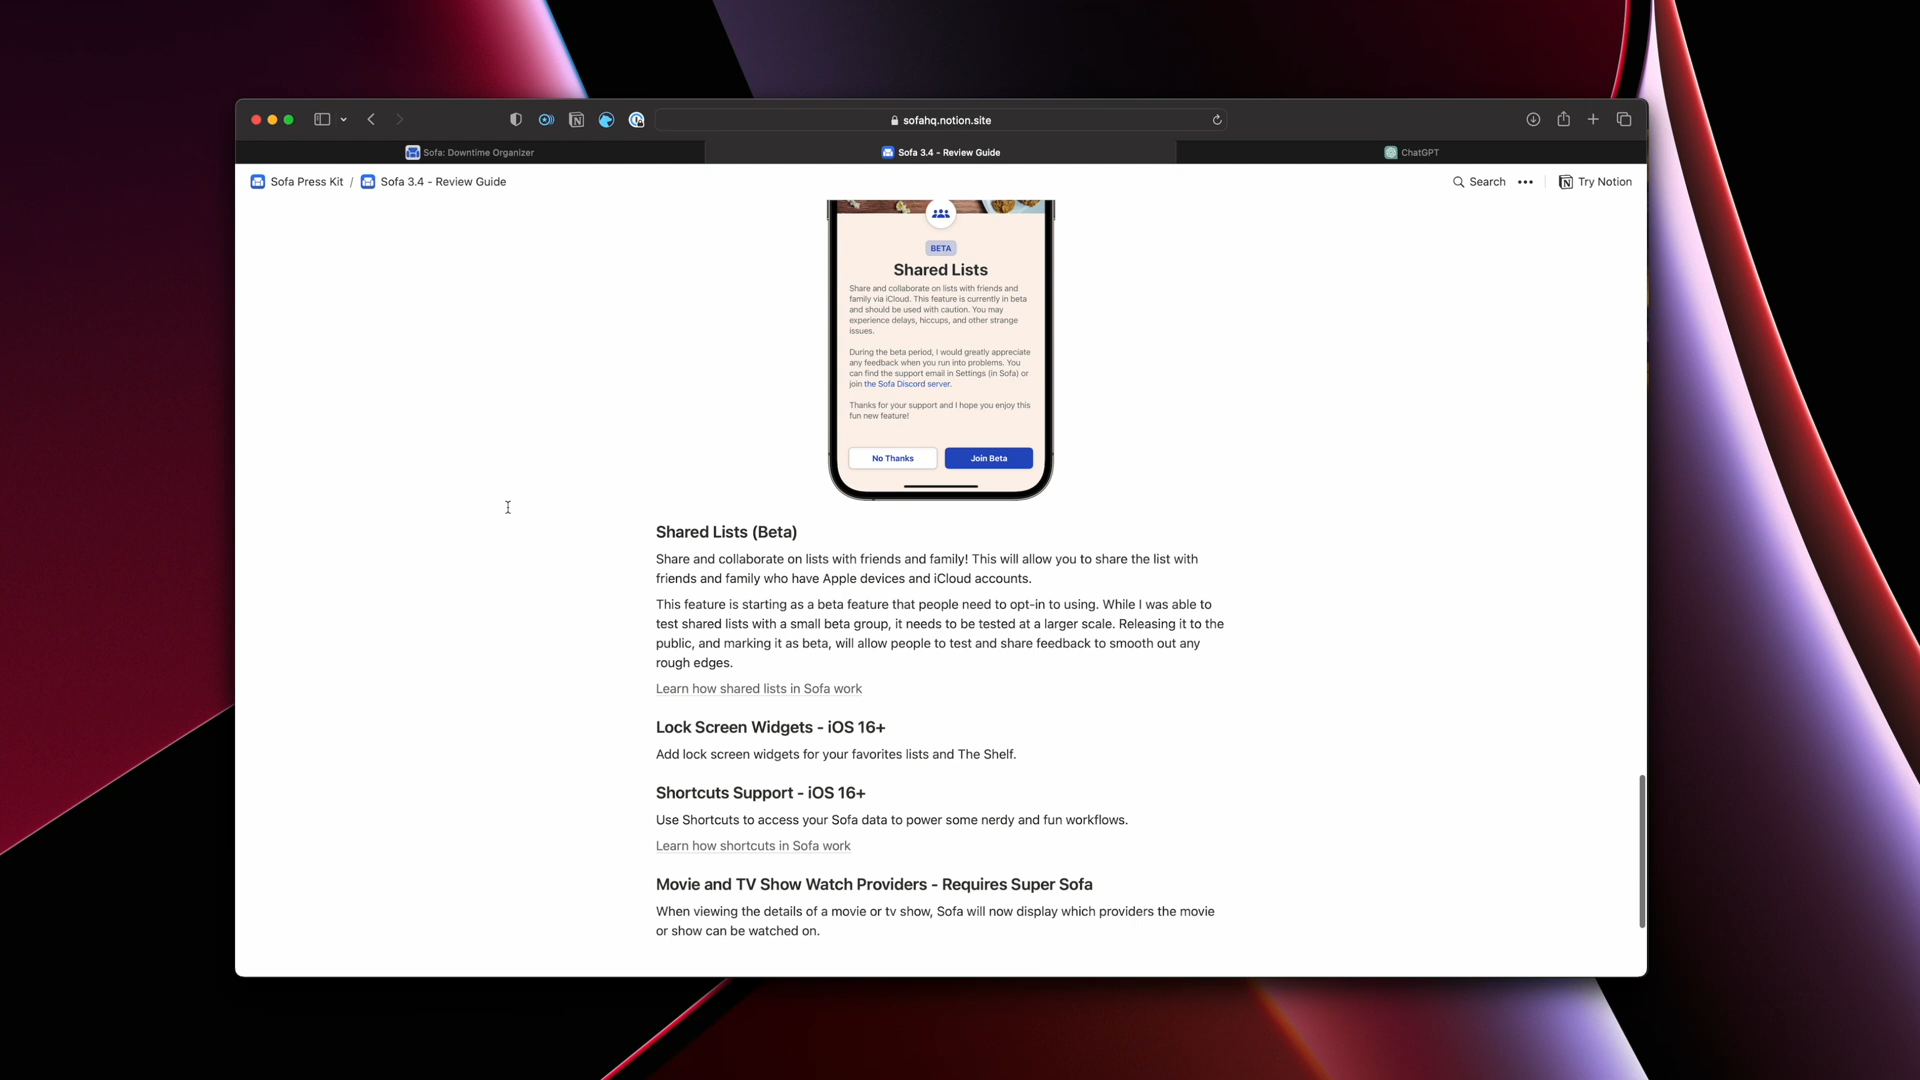 sofahq.notion.site
Sofa: Downtime Organizer
Sofa 3.4 - Review Guide
ChatGPT
Sofa Press Kit / Sofa 3.4 - Review Guide
Search
Try Notion
BETA
Shared Lists
Share and collaborate on lists with friends and
family via iCloud. This feature is currently in beta
and should be used with caution. You may
experience delays, hiccups, and other strange
issues.
During the beta period, I would greatly appreciate
any feedback when you run into problems. You
can find the support email in Settings (in Sofa) or
join the Sofa Discord server.
Thanks for your support and I hope you enjoy this
fun new feature!
No Thanks
Join Beta
Shared Lists (Beta)
Share and collaborate on lists with friends and family! This will allow you to share the list with
friends and family who have Apple devices and iCloud accounts.
This feature is starting as a beta feature that people need to opt-in to using. While I was able to
test shared lists with a small beta group, it needs to be tested at a larger scale. Releasing it to the
public, and marking it as beta, will allow people to test and share feedback to smooth out any
rough edges.
Learn how shared lists in Sofa work
Lock Screen Widgets - iOS 16+
Add lock screen widgets for your favorites lists and The Shelf.
Shortcuts Support - iOS 16+
Use Shortcuts to access your Sofa data to power some nerdy and fun workflows.
Learn how shortcuts in Sofa work
Movie and TV Show Watch Providers - Requires Super Sofa
When viewing the details of a movie or tv show, Sofa will now display which providers the movie
or show can be watched on.